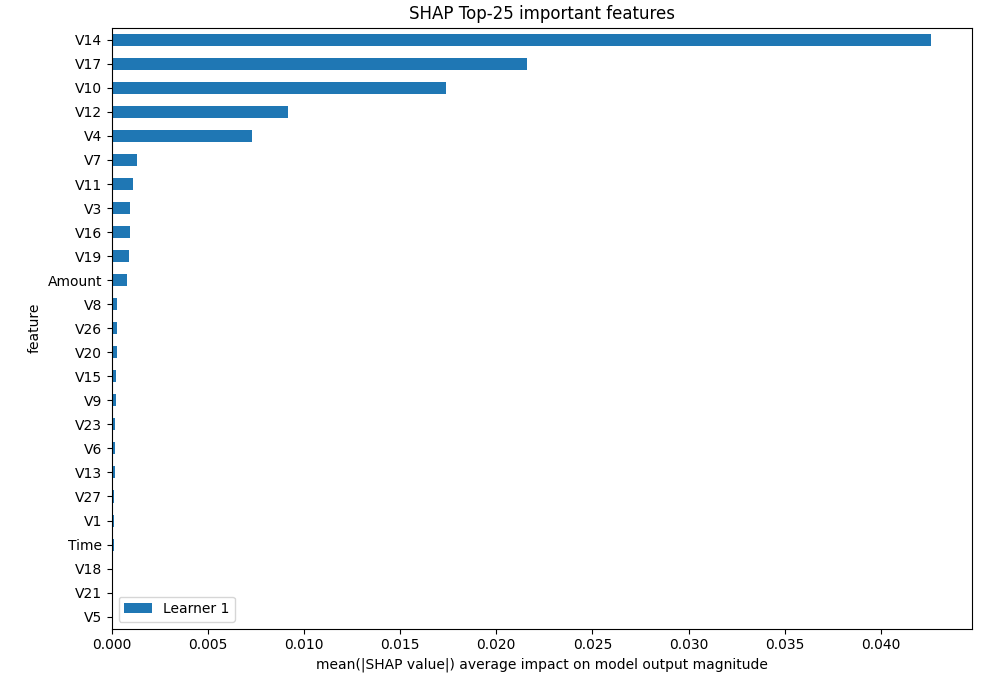 SHAP Top-25 important features
V14
V17
V10
V12
V4
V7
V11
V3
V16
V19
Amount
V8
V26
V20
V15
V9
V23
V6
V13
V27
V1
Time
V18
V21
V5
feature
Learner 1
0.000 0.005 0.010 0.015 0.020 0.025 0.030 0.035 0.040
mean(|SHAP value|) average impact on model output magnitude